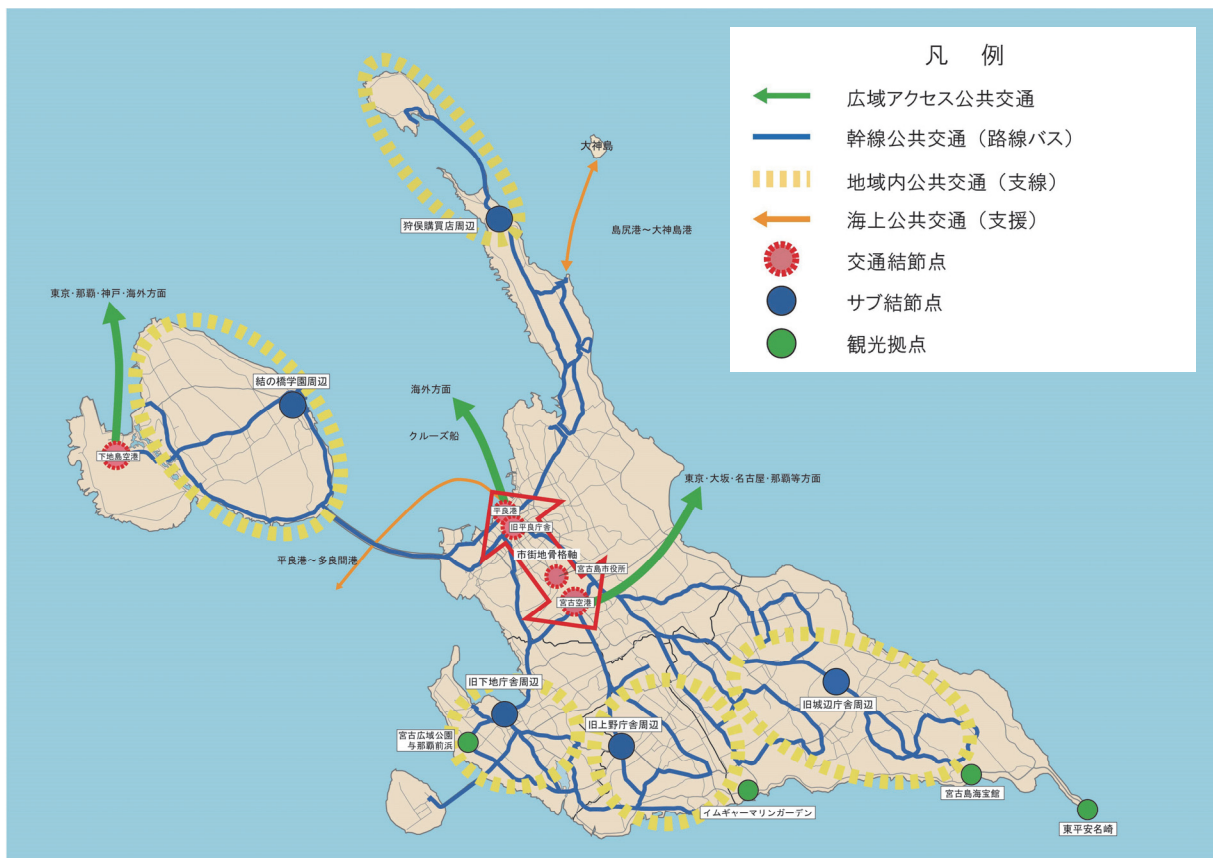 凡 例
広域アクセス公共交通
幹線公共交通（路線バス）
地域内公共交通（支線）
海上公共交通（支援）
交通結節点
サブ結節点
観光拠点
大神島
狩俣購買店周辺
島尻港～大神島港
東京・那覇・神戸・海外方面
結の橋学園周辺
海外方面
クルーズ船
下地島空港
東京・大坂・名古屋・那覇等方面
平良港
旧平良庁舎
市街地骨格軸
平良港～多良間港
宮古島市役所
宮古空港
旧下地庁舎周辺
旧城辺庁舎周辺
旧上野庁舎周辺
宮古広域公園
与那覇前浜
宮古島海宝館
イムギャーマリンガーデン
東平安名崎